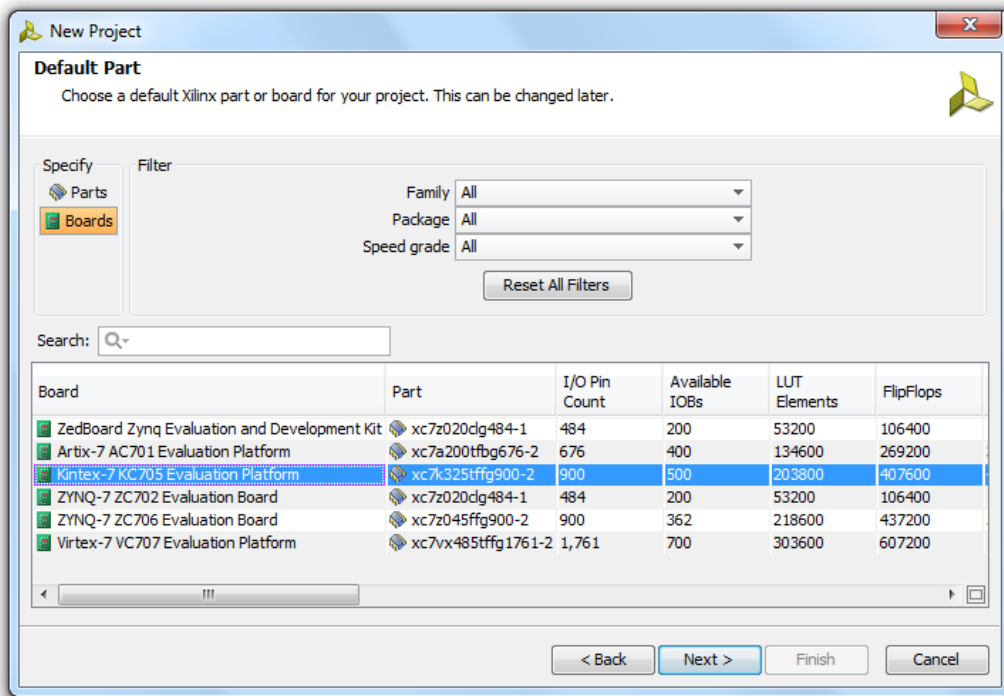 New Project
Default Part
Choose a default Xilinx part or board for your project. This can be changed later.
Specify
Filter
Parts
Boards
Family All
Package All
Speed grade All
Reset All Filters
Search:
Board Part I/O Pin Count Available IOBs LUT Elements FlipFlops
ZedBoard Zynq Evaluation and Development Kit xc7z020clg484-1 484 200 53200 106400
Artix-7 AC701 Evaluation Platform xc7a200tfbg676-2 676 400 134600 269200
Kintex-7 KC705 Evaluation Platform xc7k325tffg900-2 900 500 203800 407600
ZYNQ-7 ZC702 Evaluation Board xc7z020clg484-1 484 200 53200 106400
ZYNQ-7 ZC706 Evaluation Board xc7z045ffg900-2 900 362 218600 437200
Virtex-7 VC707 Evaluation Platform xc7vx485tffg1761-2 1,761 700 303600 607200
< Back Next > Finish Cancel